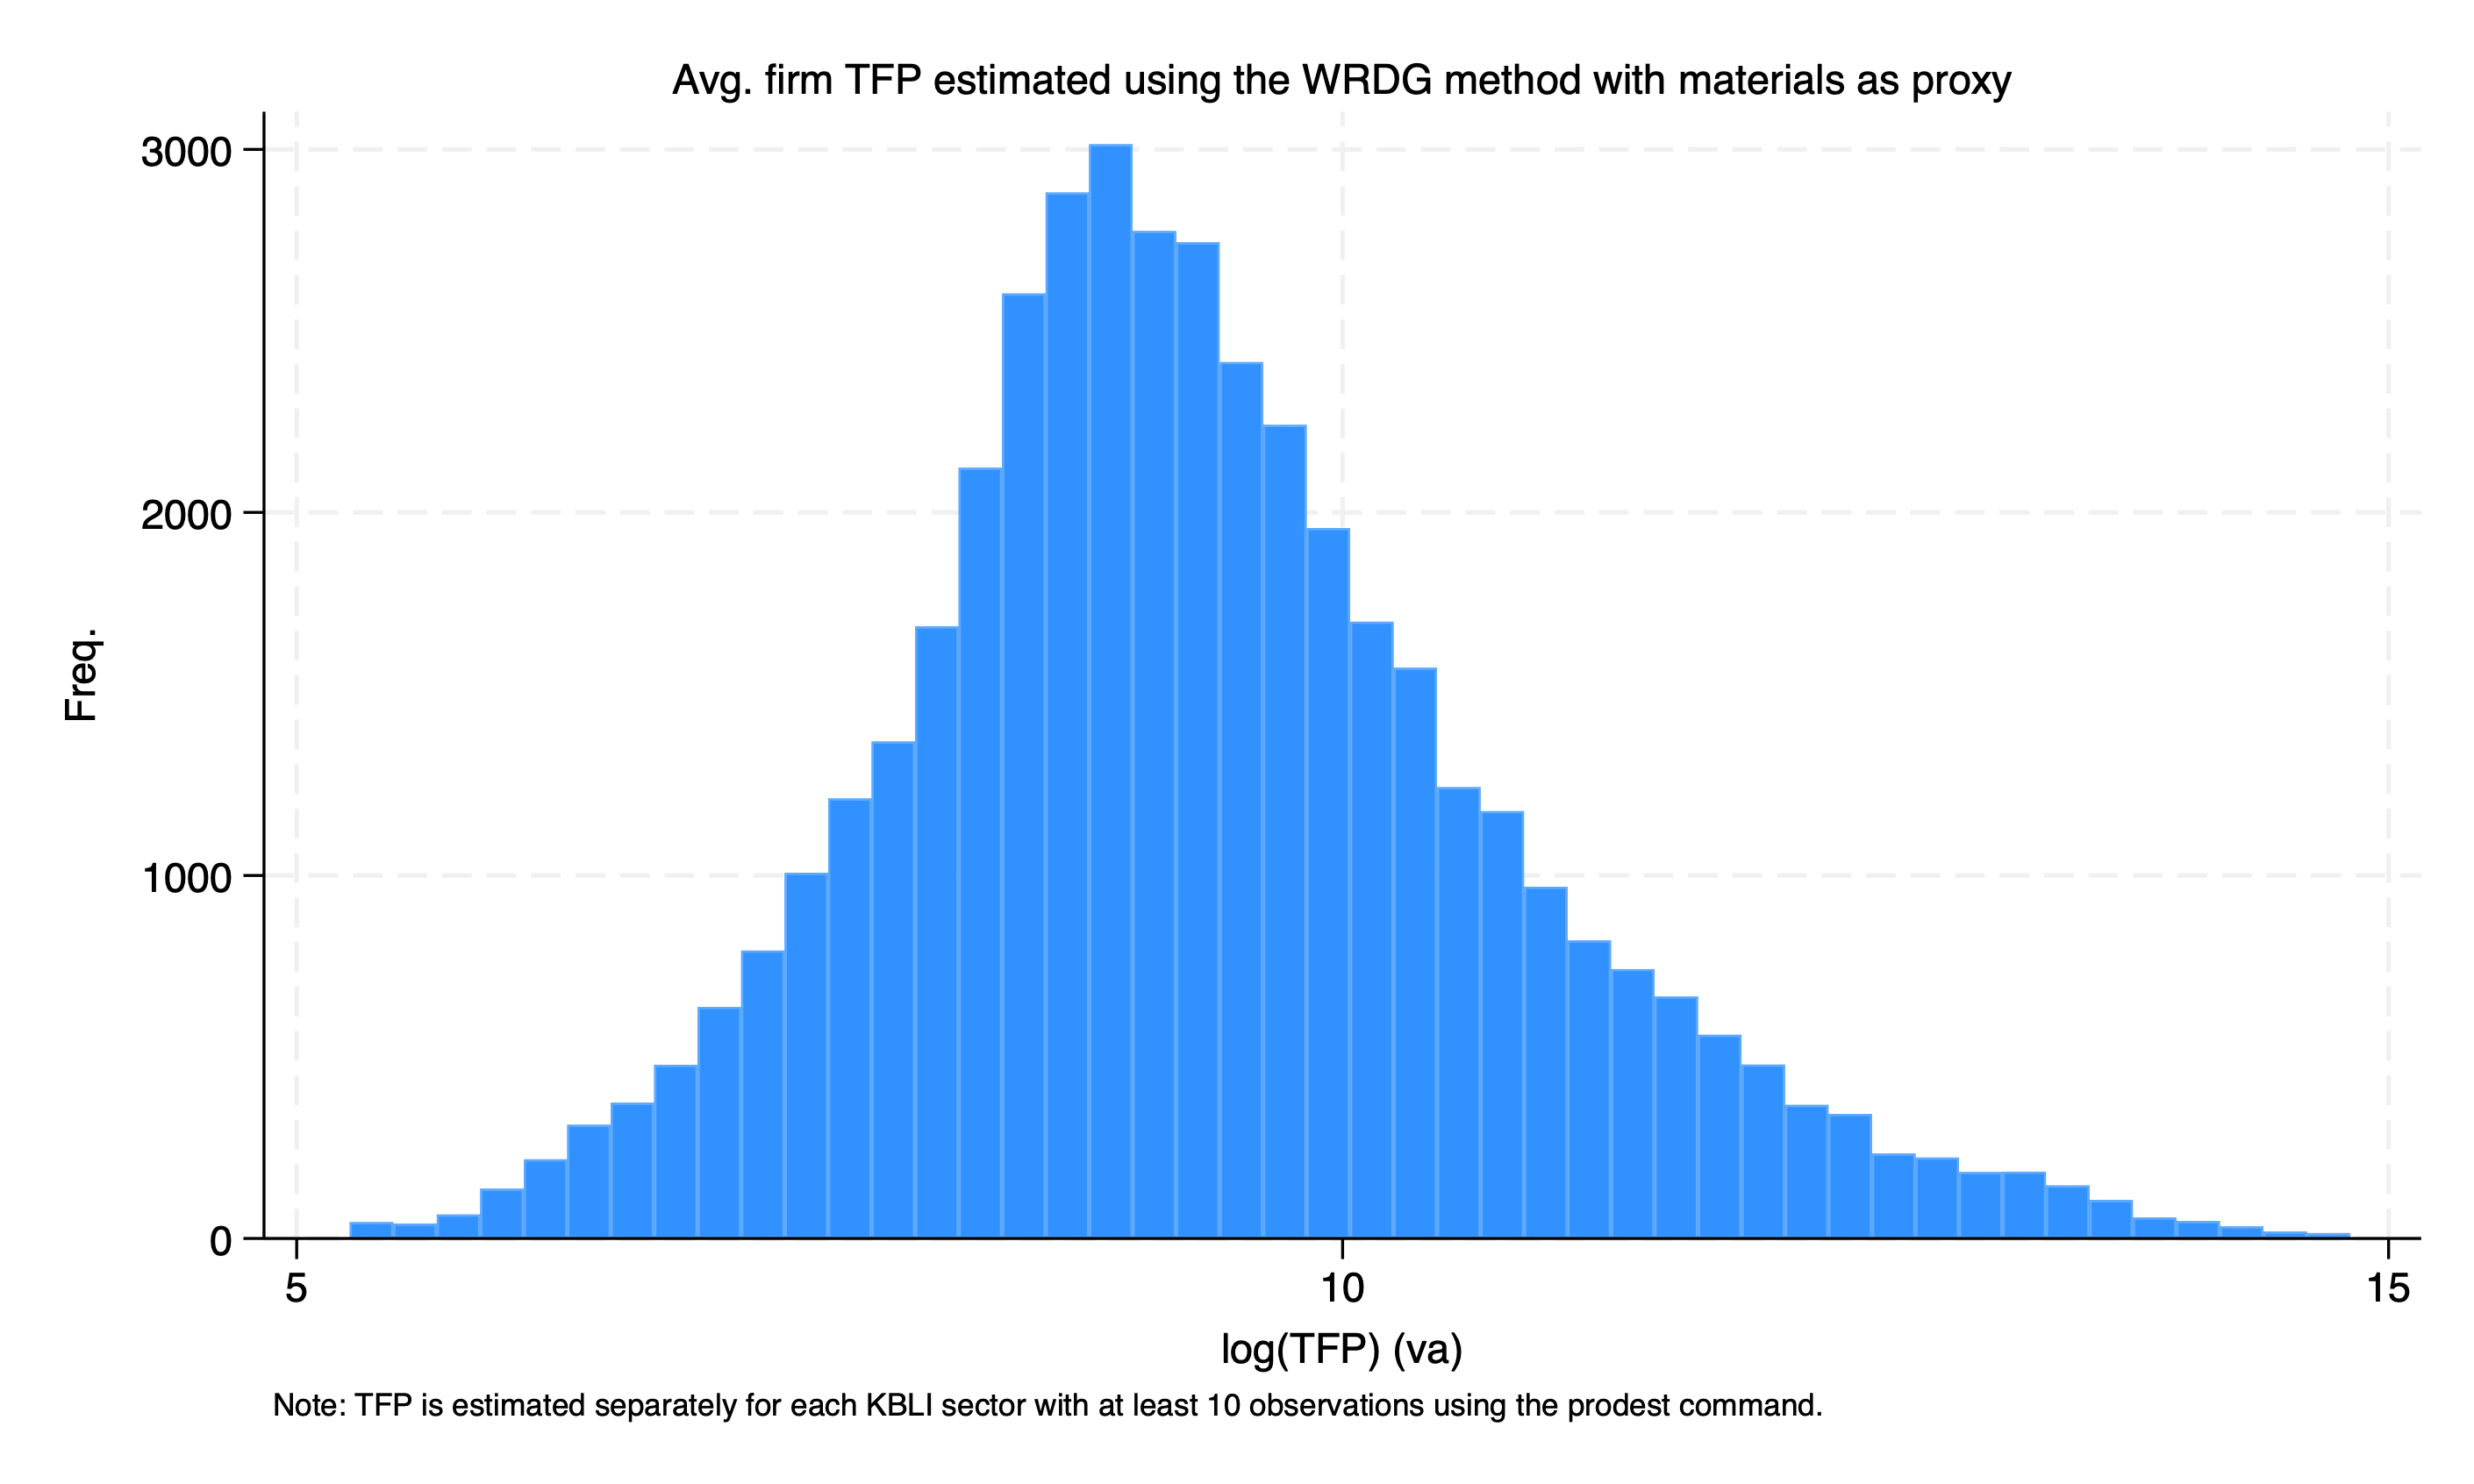 Avg. firm TFP estimated using the WRDG method with materials as proxy
3000
2000
1000
0
Freq.
5
10
15
log(TFP) (va)
Note: TFP is estimated separately for each KBLI sector with at least 10 observations using the prodest command.